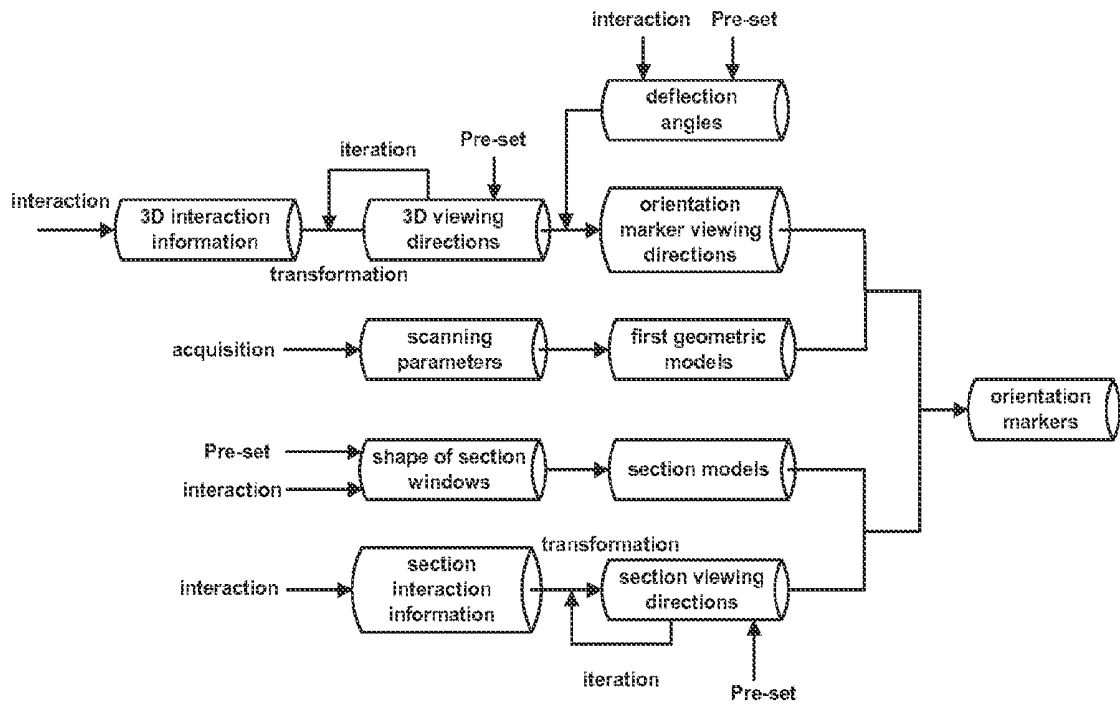 interaction
Pre-set
deflection
angles
Pre-set
iteration
interaction
3D interaction
information
3D viewing
directions
orientation
marker viewing
directions
transformation
acquisition
scanning
parameters
first geometric
models
orientation
markers
Pre-set
interaction
shape of section
windows
section models
transformation
interaction
section
interaction
information
section viewing
directions
iteration
Pre-set